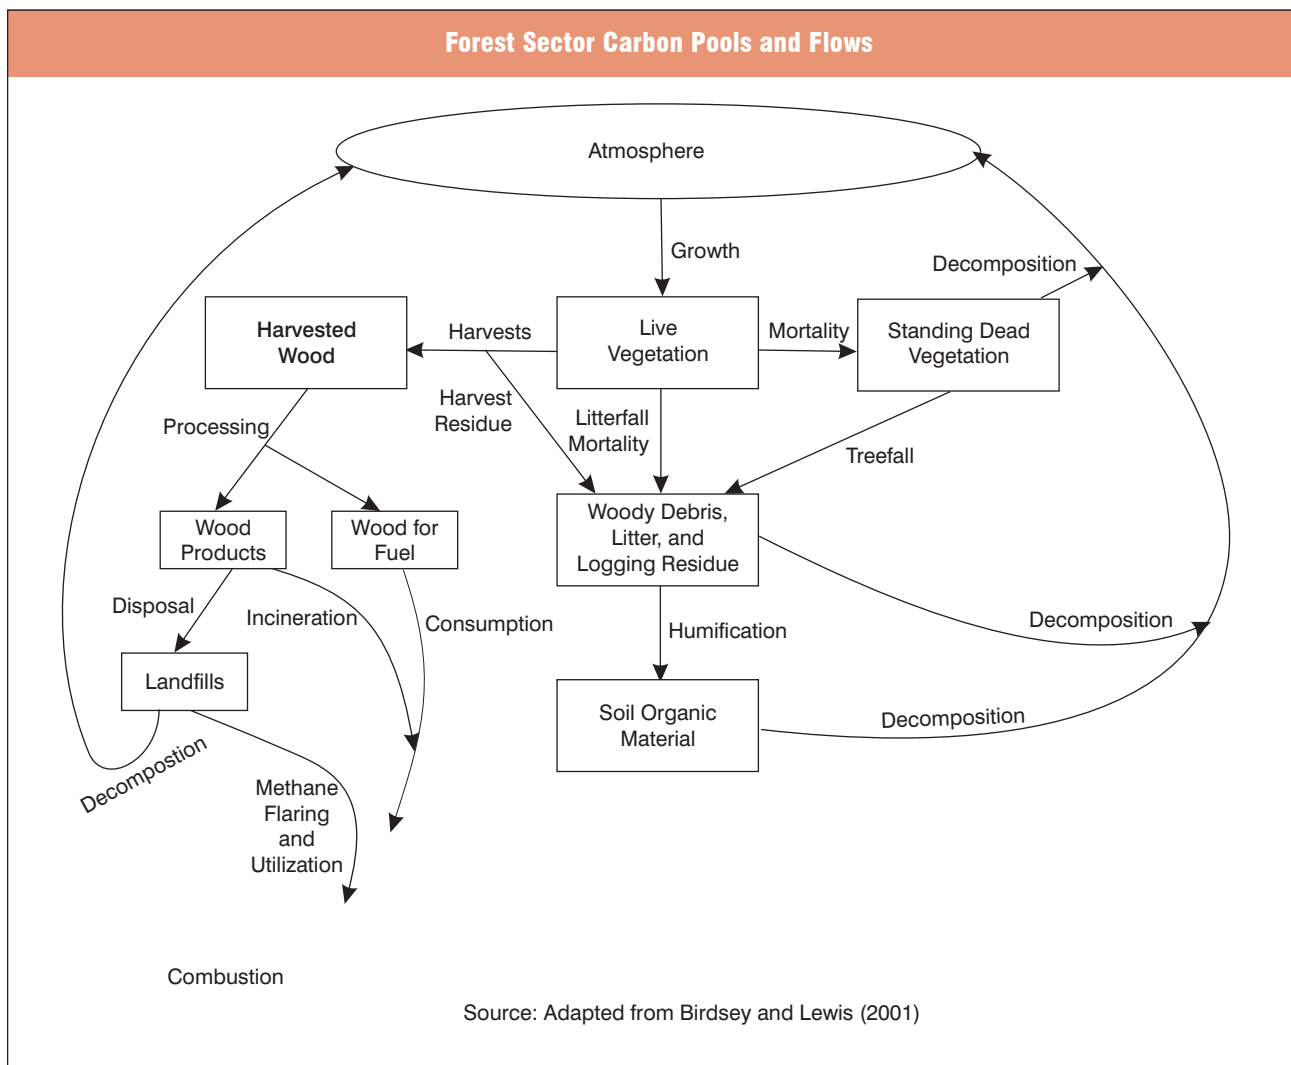 Forest Sector Carbon Pools and Flows
Atmosphere
Growth
Decomposition
Harvested
Wood
Harvests
Live
Vegetation
Mortality
Standing Dead
Vegetation
Harvest
Residue
Litterfall
Mortality
Processing
Treefall
Wood
Products
Wood for
Fuel
Woody Debris,
Litter, and
Logging Residue
Disposal
Incineration
Consumption
Humification
Decomposition
Landfills
Soil Organic
Material
Decomposition
Decompostion
Methane
Flaring
and
Utilization
Combustion
Source: Adapted from Birdsey and Lewis (2001)